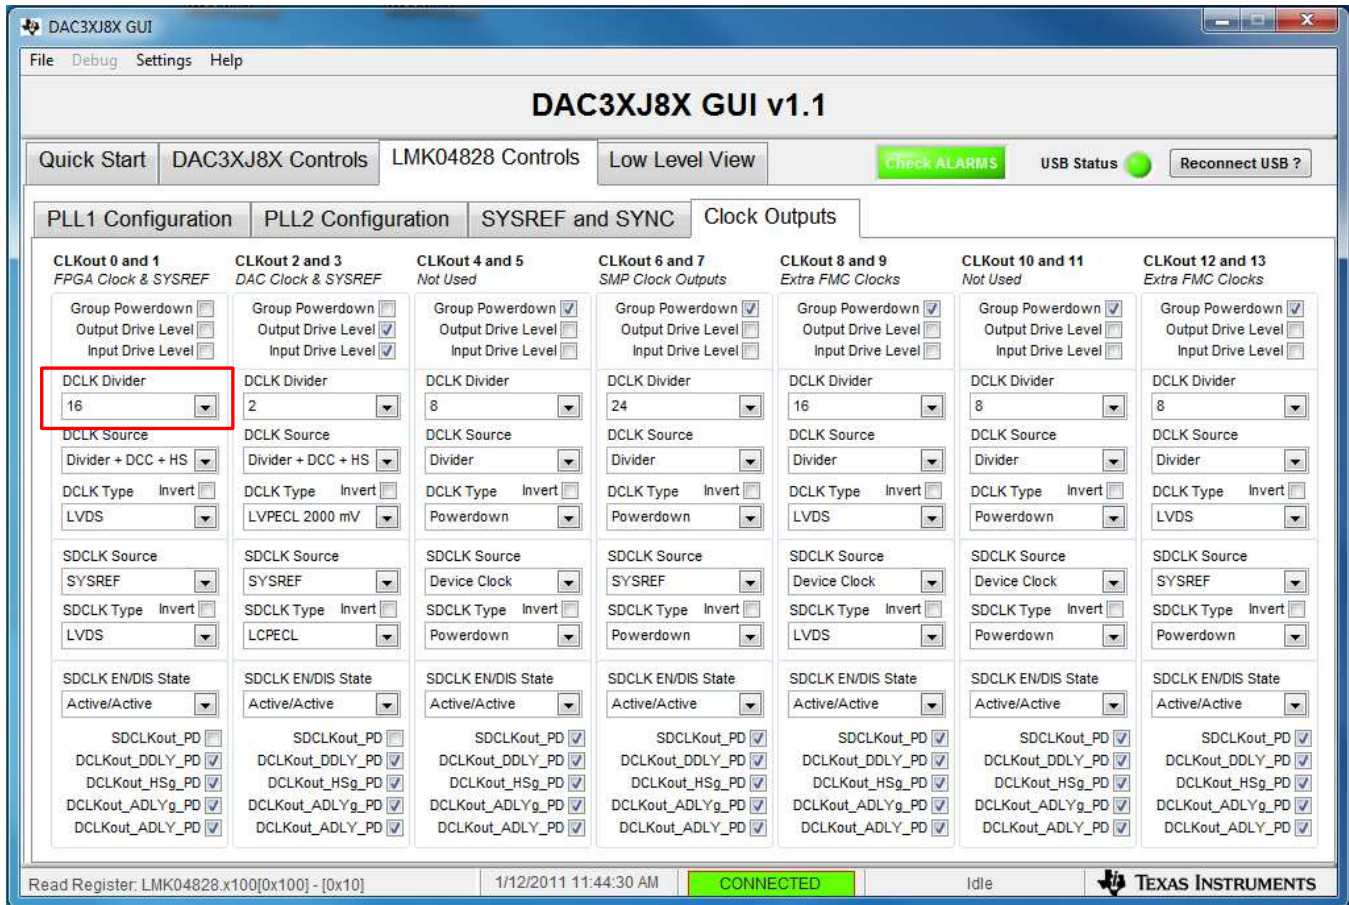 DAC3XJ8X GUI
File Debug Settings Help
DAC3XJ8X GUI v1.1
Quick Start DAC3XJ8X Controls LMK04828 Controls Low Level View Check ALARMS USB Status Reconnect USB ?
PLL1 Configuration PLL2 Configuration SYSREF and SYNC Clock Outputs
CLKout 0 and 1 CLKout 2 and 3 CLKout 4 and 5 CLKout 6 and 7 CLKout 8 and 9 CLKout 10 and 11 CLKout 12 and 13
FPGA Clock & SYSREF DAC Clock & SYSREF Not Used SMP Clock Outputs Extra FMC Clocks Not Used Extra FMC Clocks
Group Powerdown Group Powerdown Group Powerdown Group Powerdown Group Powerdown Group Powerdown Group Powerdown
Output Drive Level Output Drive Level Output Drive Level Output Drive Level Output Drive Level Output Drive Level Output Drive Level
Input Drive Level Input Drive Level Input Drive Level Input Drive Level Input Drive Level Input Drive Level Input Drive Level
DCLK Divider DCLK Divider DCLK Divider DCLK Divider DCLK Divider DCLK Divider DCLK Divider
16 2 8 24 16 8 8
DCLK Source DCLK Source DCLK Source DCLK Source DCLK Source DCLK Source DCLK Source
Divider + DCC + HS Divider + DCC + HS Divider Divider Divider Divider Divider
DCLK Type Invert DCLK Type Invert DCLK Type Invert DCLK Type Invert DCLK Type Invert DCLK Type Invert DCLK Type Invert
LVDS LVPECL 2000 mV Powerdown Powerdown LVDS Powerdown LVDS
SDCLK Source SDCLK Source SDCLK Source SDCLK Source SDCLK Source SDCLK Source SDCLK Source
SYSREF SYSREF Device Clock SYSREF Device Clock Device Clock SYSREF
SDCLK Type Invert SDCLK Type Invert SDCLK Type Invert SDCLK Type Invert SDCLK Type Invert SDCLK Type Invert SDCLK Type Invert
LVDS LCPECL Powerdown Powerdown LVDS Powerdown Powerdown
SDCLK EN/DIS State SDCLK EN/DIS State SDCLK EN/DIS State SDCLK EN/DIS State SDCLK EN/DIS State SDCLK EN/DIS State SDCLK EN/DIS State
Active/Active Active/Active Active/Active Active/Active Active/Active Active/Active Active/Active
SDCLKout_PD SDCLKout_PD SDCLKout_PD SDCLKout_PD SDCLKout_PD SDCLKout_PD SDCLKout_PD
DCLKout_DDLY_PD DCLKout_DDLY_PD DCLKout_DDLY_PD DCLKout_DDLY_PD DCLKout_DDLY_PD DCLKout_DDLY_PD DCLKout_DDLY_PD
DCLKout_HSg_PD DCLKout_HSg_PD DCLKout_HSg_PD DCLKout_HSg_PD DCLKout_HSg_PD DCLKout_HSg_PD DCLKout_HSg_PD
DCLKout_ADLYg_PD DCLKout_ADLYg_PD DCLKout_ADLYg_PD DCLKout_ADLYg_PD DCLKout_ADLYg_PD DCLKout_ADLYg_PD DCLKout_ADLYg_PD
DCLKout_ADLY_PD DCLKout_ADLY_PD DCLKout_ADLY_PD DCLKout_ADLY_PD DCLKout_ADLY_PD DCLKout_ADLY_PD DCLKout_ADLY_PD
Read Register: LMK04828.x100[0x100] - [0x10] 1/12/2011 11:44:30 AM CONNECTED Idle TEXAS INSTRUMENTS